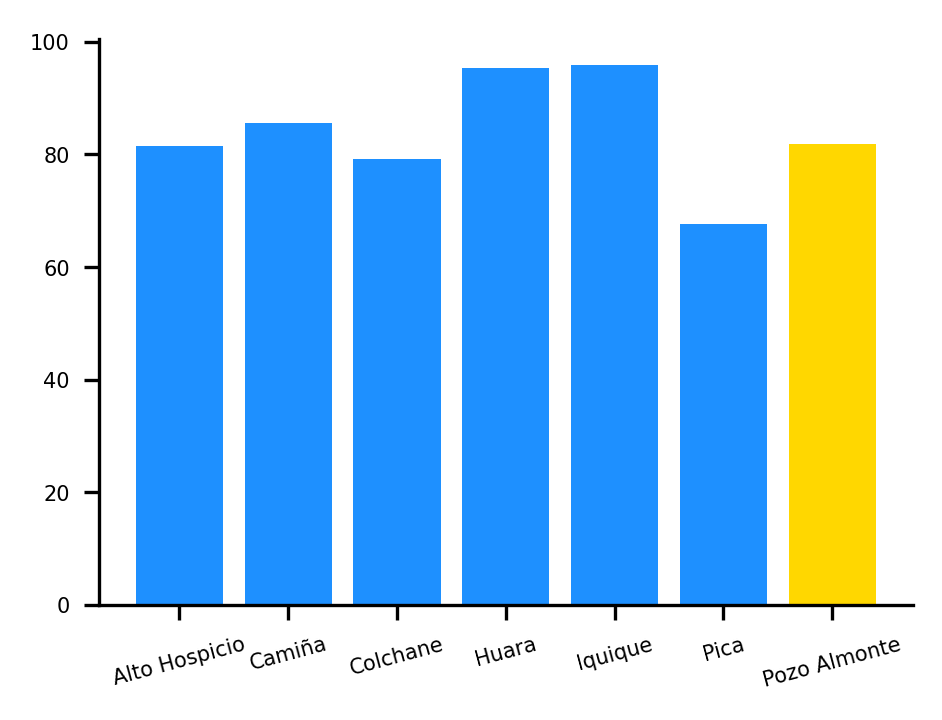 100
80
60
40
20
0
Alto Hospicio
Camiña
Colchane
Huara
Iquique
Pica
Pozo Almonte